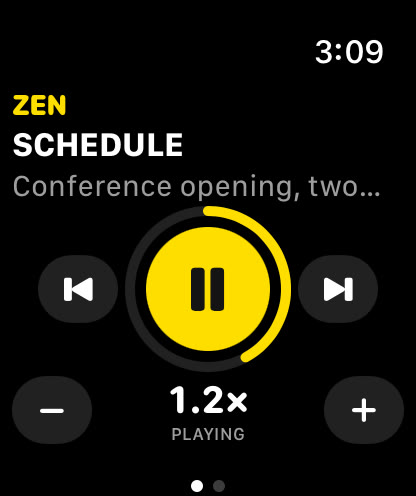 3:09
ZEN
SCHEDULE
Conference opening, two...
1.2×
PLAYING